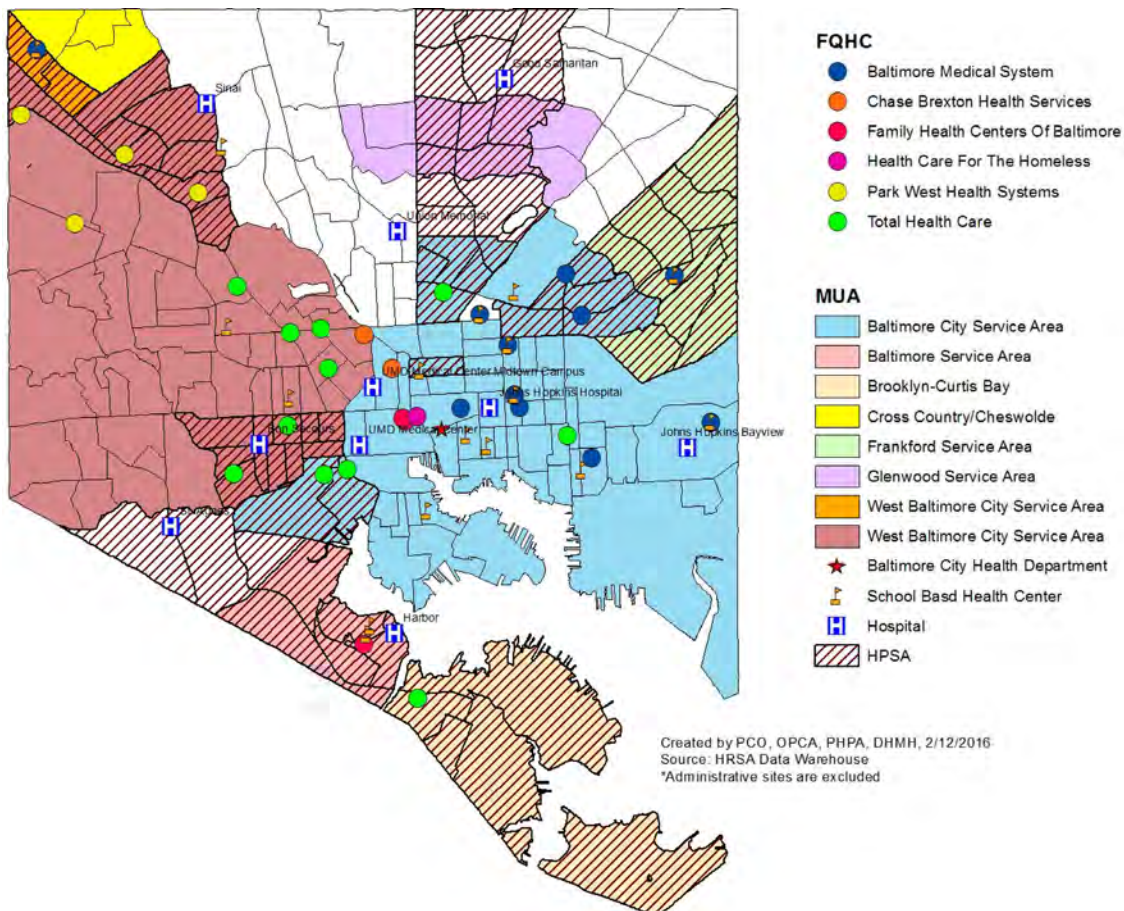 Good Samaritan
Sinai
Union Memorial
UMD Medical Center Midtown Campus
Johns Hopkins Hospital
Bon Secours
UMD Medical Center
Johns Hopkins Bayview
Harbor
FQHC
Baltimore Medical System
Chase Brexton Health Services
Family Health Centers Of Baltimore
Health Care For The Homeless
Park West Health Systems
Total Health Care
MUA
Baltimore City Service Area
Baltimore Service Area
Brooklyn-Curtis Bay
Cross Country/Cheswolde
Frankford Service Area
Glenwood Service Area
West Baltimore City Service Area
West Baltimore City Service Area
Baltimore City Health Department
School Basd Health Center
Hospital
HPSA
Created by PCO, OPCA, PHPA, DHMH, 2/12/2016
Source: HRSA Data Warehouse
*Administrative sites are excluded